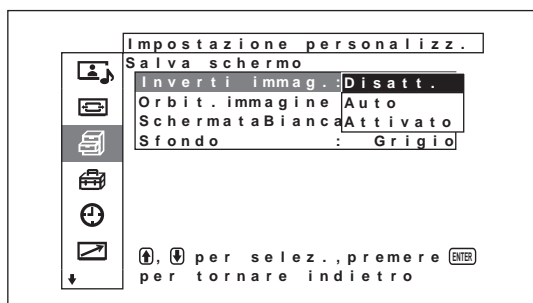 Impostazione personalizz.
Salva schermo
Inverti immag.: Disatt.
Orbit.immagine Auto
SchermataBianca Attivato
Sfondo : Grigio
, per selez.,premere ENTER
per tornare indietro